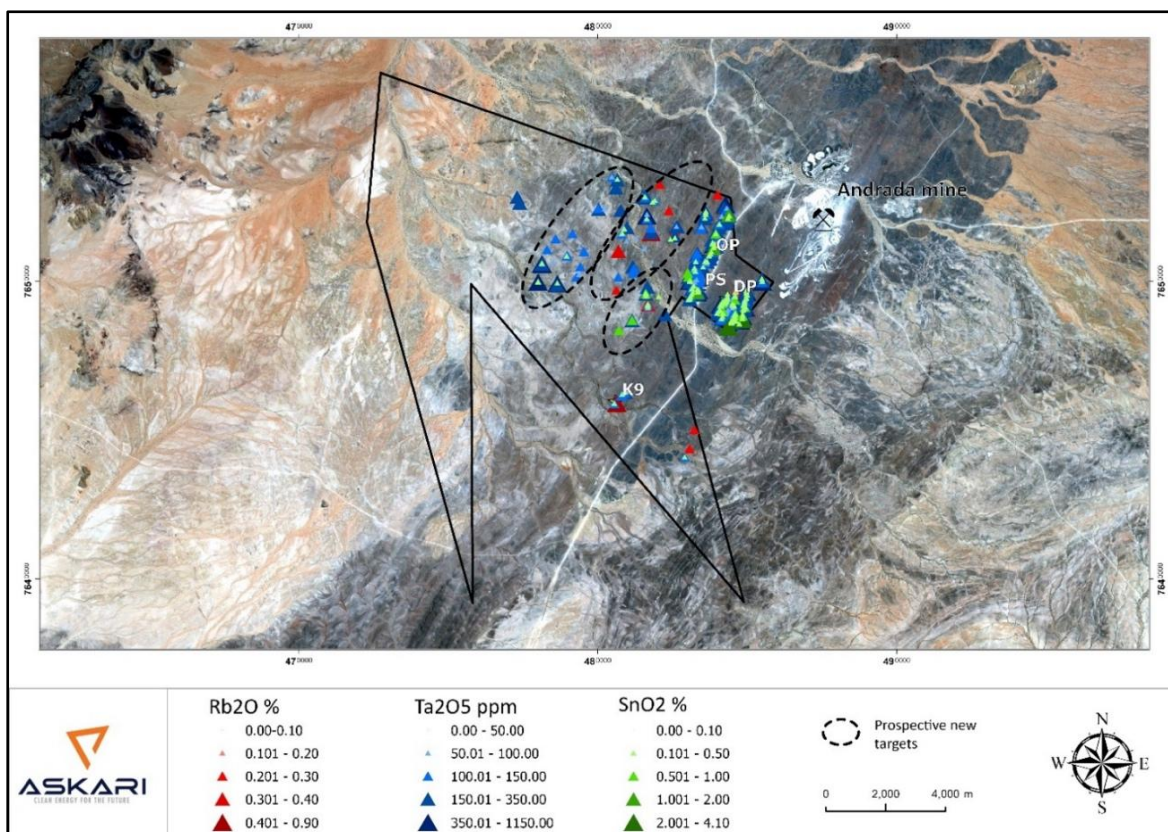 47⁰⁰⁰⁰ 48⁰⁰⁰⁰ 49⁰⁰⁰⁰
Andrada mine
OP
765⁰⁰⁰⁰ PS DP 765⁰⁰⁰⁰
K9
764⁰⁰⁰⁰ 764⁰⁰⁰⁰
47⁰⁰⁰⁰ 48⁰⁰⁰⁰ 49⁰⁰⁰⁰
ASKARI
CLEAN ENERGY FOR THE FUTURE
Rb2O %
0.00-0.10
0.101 - 0.20
0.201 - 0.30
0.301 - 0.40
0.401 - 0.90
Ta2O5 ppm
0.00 - 50.00
50.01 - 100.00
100.01 - 150.00
150.01 - 350.00
350.01 - 1150.00
SnO2 %
0.00 - 0.10
0.101 - 0.50
0.501 - 1.00
1.001 - 2.00
2.001 - 4.10
Prospective new
targets
0 2,000 4,000 m
N
W E
S